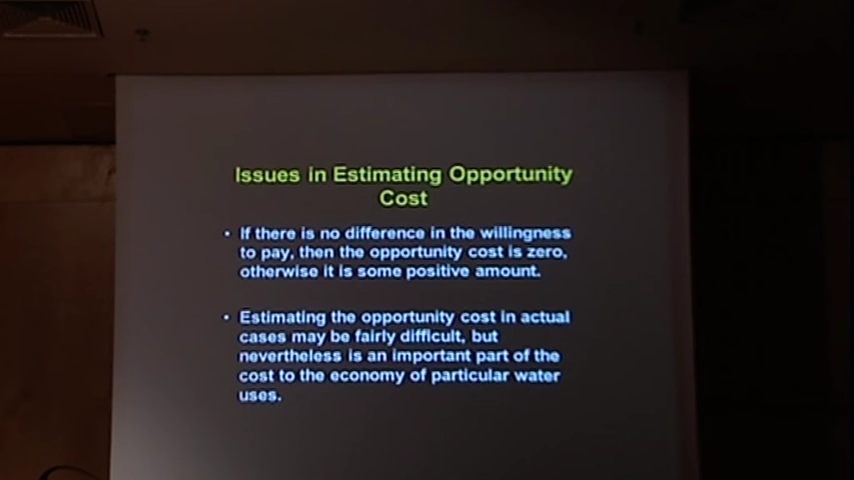 Issues in Estimating Opportunity
Cost
• If there is no difference in the willingness
to pay, then the opportunity cost is zero,
otherwise it is some positive amount.
• Estimating the opportunity cost in actual
cases may be fairly difficult, but
nevertheless is an important part of the
cost to the economy of particular water
uses.